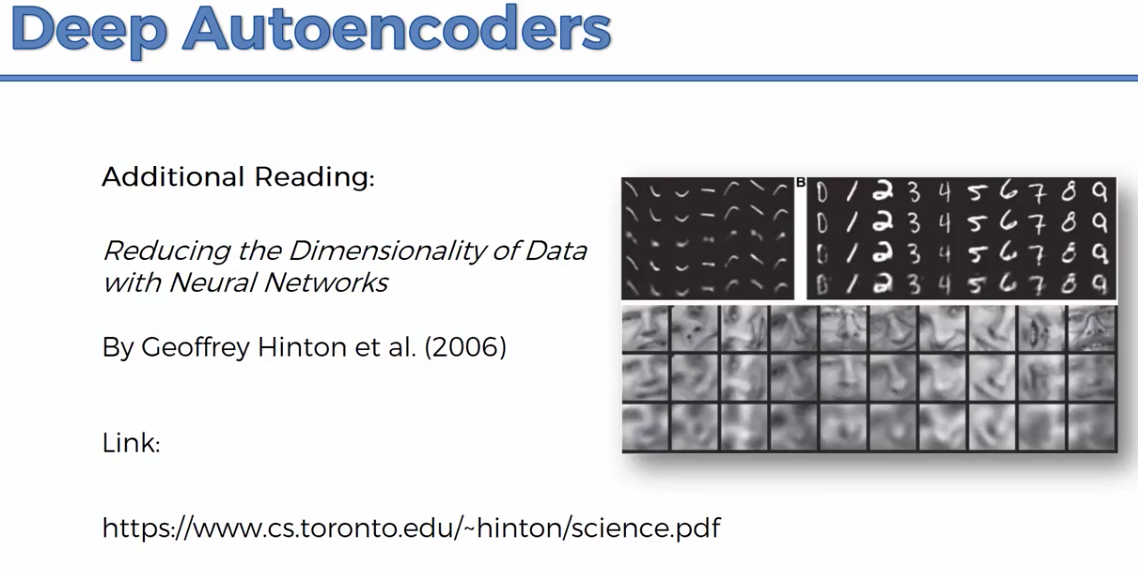 Deep Autoencoders
Additional Reading:
Reducing the Dimensionality of Data
with Neural Networks
By Geoffrey Hinton et al. (2006)
Link:
https://www.cs.toronto.edu/~hinton/science.pdf
B
0 1 2 3 4 5 6 7 8 9
0 1 2 3 4 5 6 7 8 9
0 1 2 3 4 5 6 7 8 9
0 1 2 3 4 5 6 7 8 9